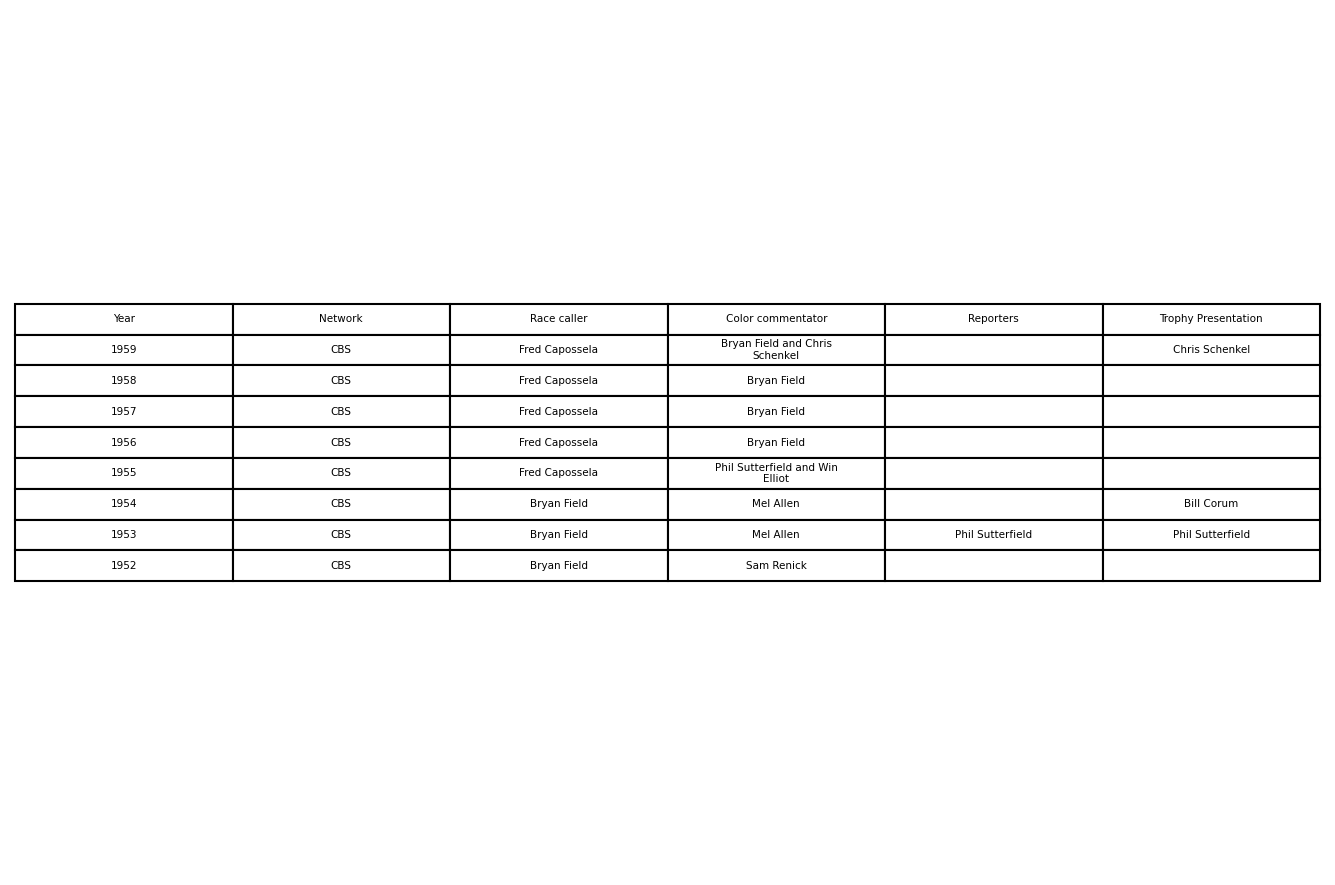 Year Network Race caller Color commentator Reporters Trophy Presentation
1959 CBS Fred Capossela Bryan Field and Chris Schenkel Chris Schenkel
1958 CBS Fred Capossela Bryan Field
1957 CBS Fred Capossela Bryan Field
1956 CBS Fred Capossela Bryan Field
1955 CBS Fred Capossela Phil Sutterfield and Win Elliot
1954 CBS Bryan Field Mel Allen Bill Corum
1953 CBS Bryan Field Mel Allen Phil Sutterfield Phil Sutterfield
1952 CBS Bryan Field Sam Renick